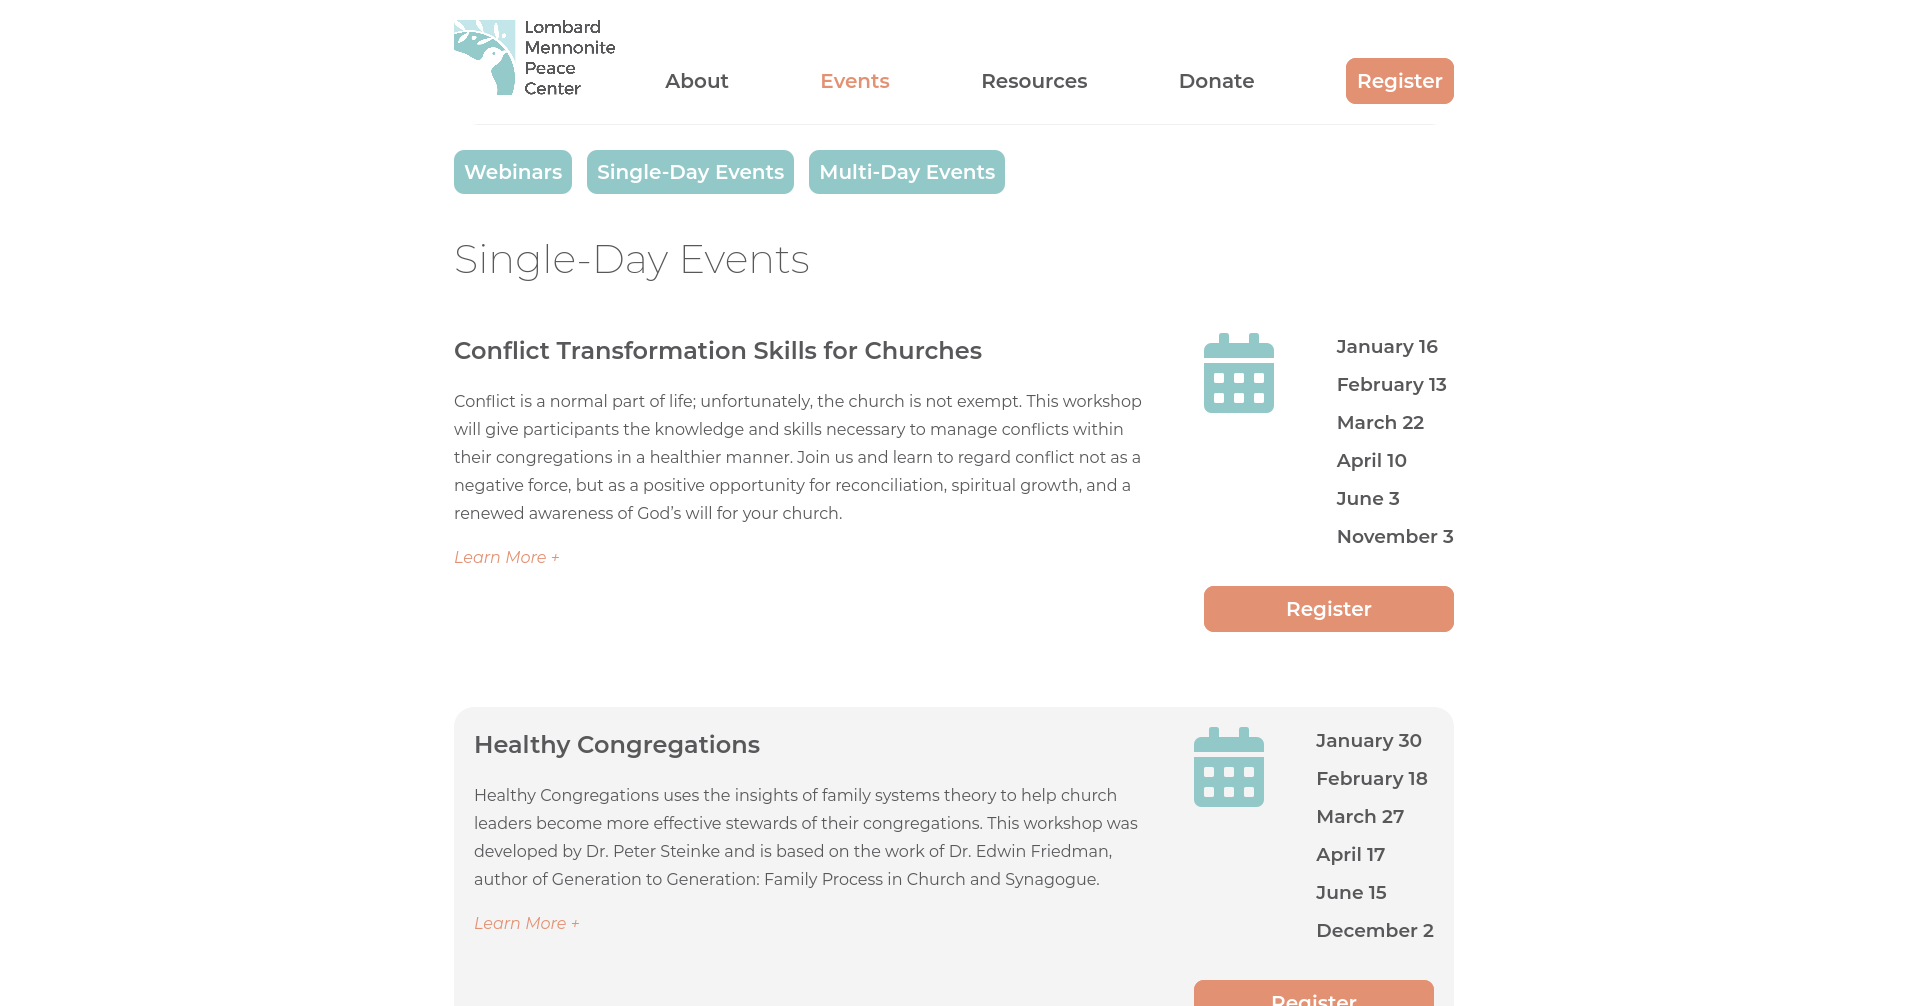 Lombard
Mennonite
Peace
Center
About
Events
Resources
Donate
Register
Webinars
Single-Day Events
Multi-Day Events
Single-Day Events
Conflict Transformation Skills for Churches
Conflict is a normal part of life; unfortunately, the church is not exempt. This workshop
will give participants the knowledge and skills necessary to manage conflicts within
their congregations in a healthier manner. Join us and learn to regard conflict not as a
negative force, but as a positive opportunity for reconciliation, spiritual growth, and a
renewed awareness of God’s will for your church.
Learn More +
January 16
February 13
March 22
April 10
June 3
November 3
Register
Healthy Congregations
Healthy Congregations uses the insights of family systems theory to help church
leaders become more effective stewards of their congregations. This workshop was
developed by Dr. Peter Steinke and is based on the work of Dr. Edwin Friedman,
author of Generation to Generation: Family Process in Church and Synagogue.
Learn More +
January 30
February 18
March 27
April 17
June 15
December 2
Register